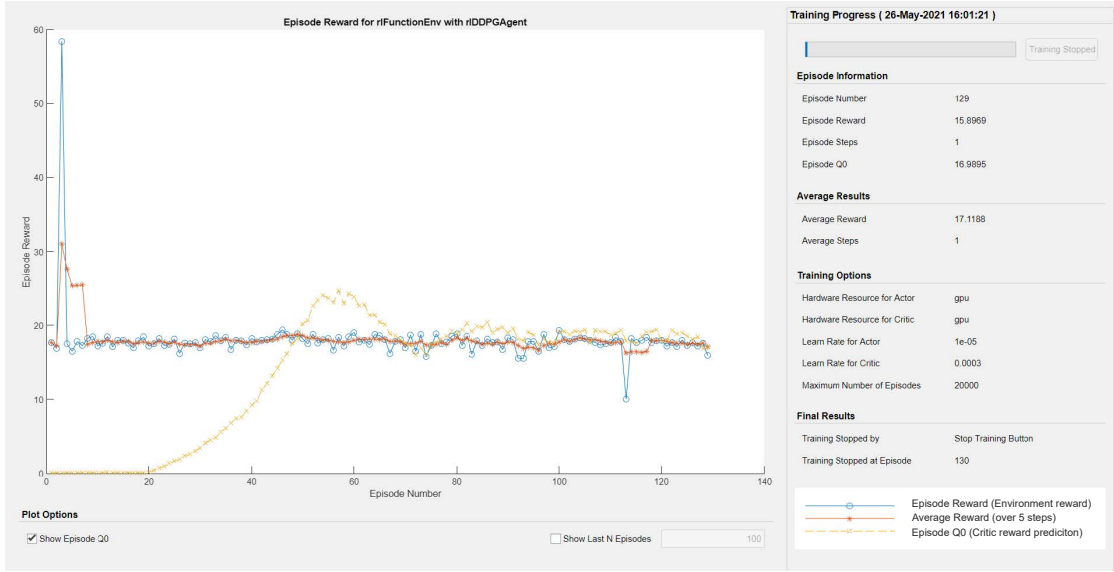 Episode Reward for rlFunctionEnv with rlDDPGAgent
60
50
40
30
20
10
0
Episode Reward
0 20 40 60 80 100 120 140
Episode Number
Plot Options
Show Episode Q0
Show Last N Episodes 100
Training Progress ( 26-May-2021 16:01:21 )
Training Stopped
Episode Information
Episode Number 129
Episode Reward 15.8969
Episode Steps 1
Episode Q0 16.9895
Average Results
Average Reward 17.1188
Average Steps 1
Training Options
Hardware Resource for Actor gpu
Hardware Resource for Critic gpu
Learn Rate for Actor 1e-05
Learn Rate for Critic 0.0003
Maximum Number of Episodes 20000
Final Results
Training Stopped by Stop Training Button
Training Stopped at Episode 130
Episode Reward (Environment reward)
Average Reward (over 5 steps)
Episode Q0 (Critic reward prediciton)